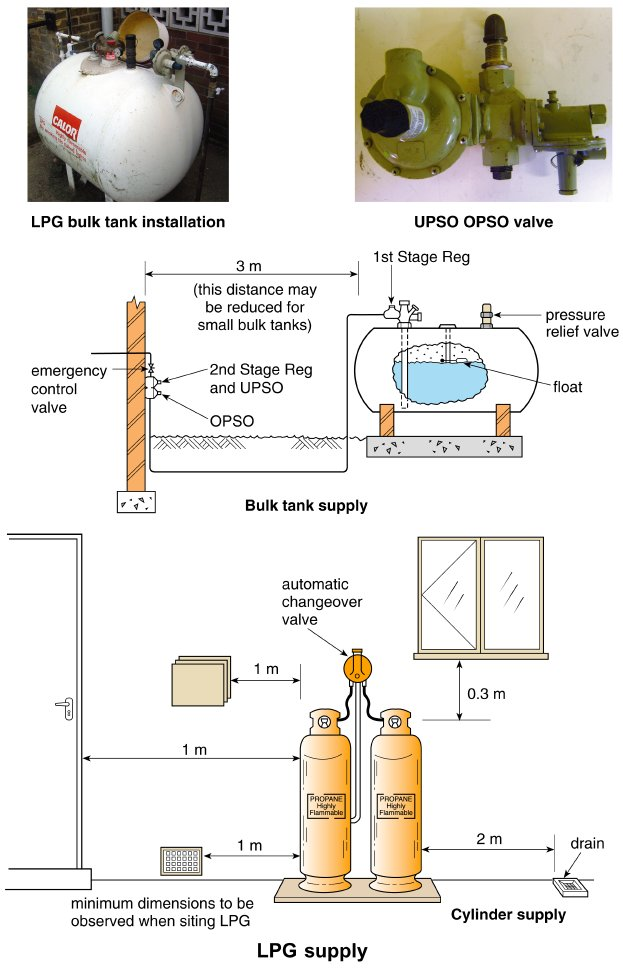 CALOR
LPG bulk tank installation
UPSO OPSO valve
3 m
(this distance may
be reduced for
small bulk tanks)
1st Stage Reg
pressure
relief valve
float
emergency
control
valve
2nd Stage Reg
and UPSO
OPSO
Bulk tank supply
automatic
changeover
valve
1 m
0.3 m
1 m
PROPANE
Highly
Flammable
PROPANE
Highly
Flammable
1 m
2 m
drain
minimum dimensions to be
observed when siting LPG
Cylinder supply
LPG supply